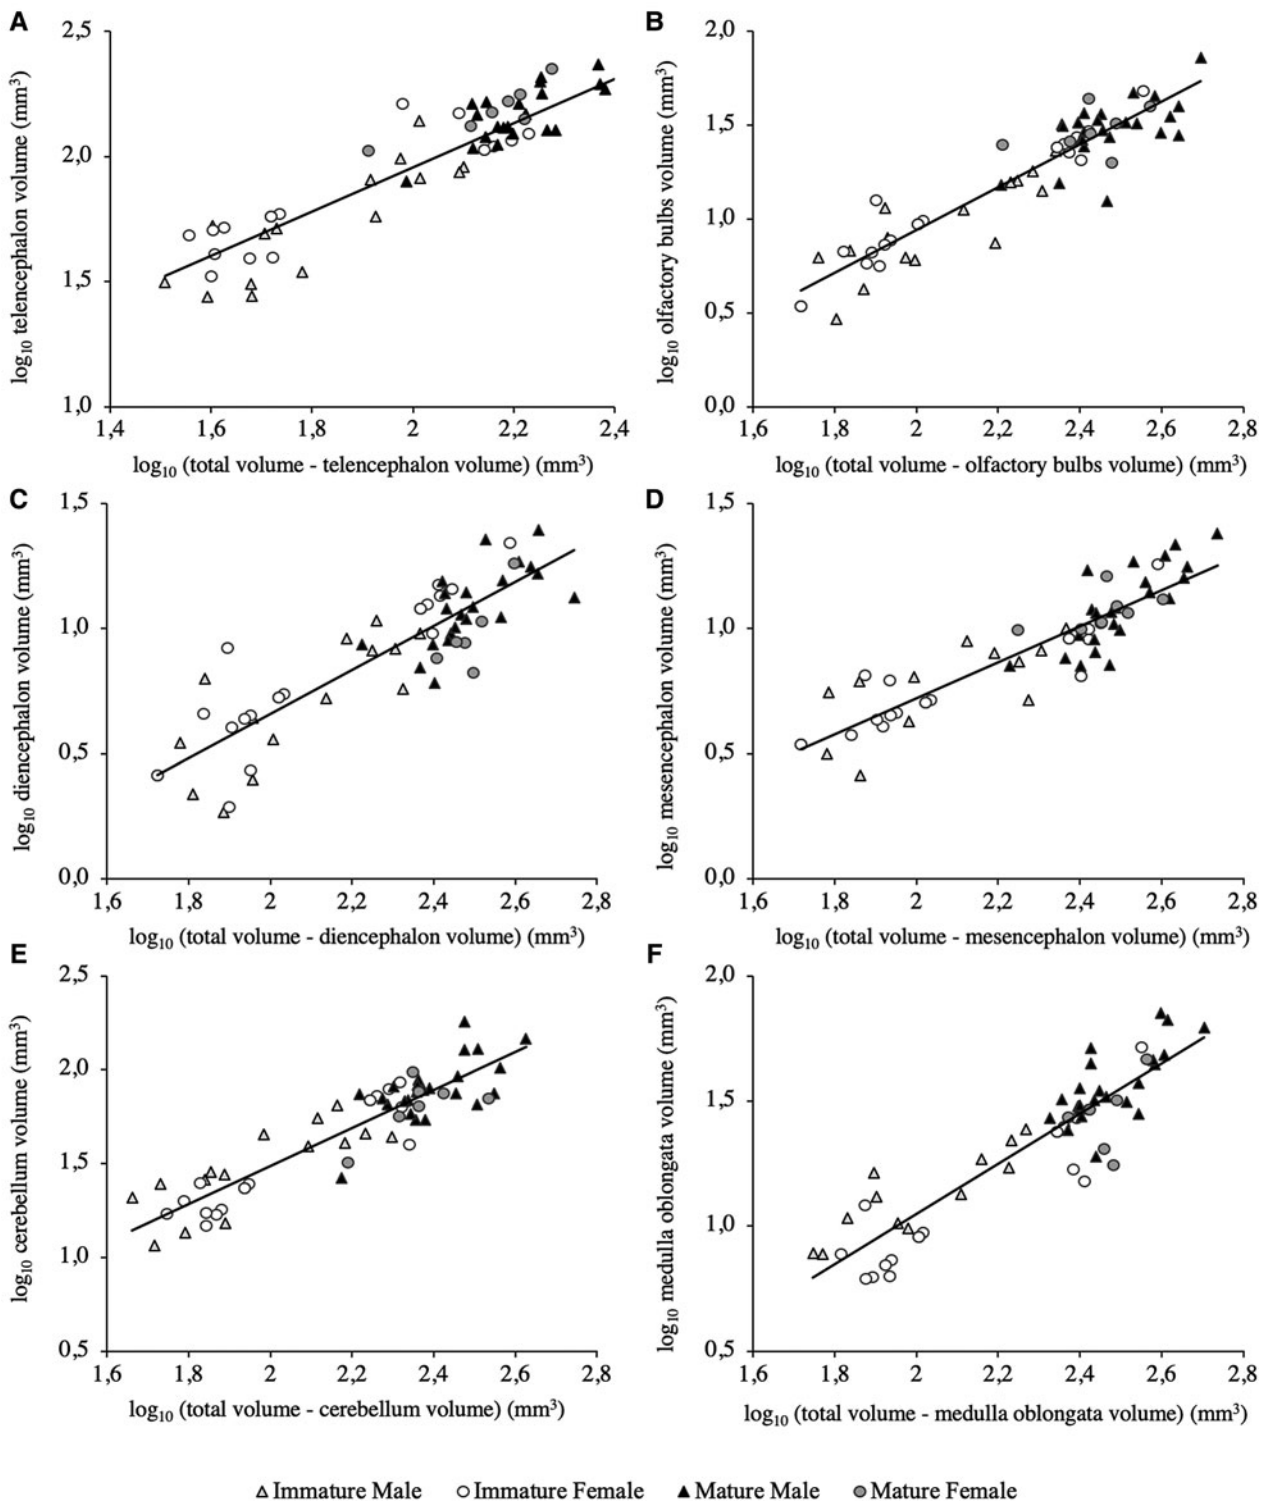 A
log10 telencephalon volume (mm3)
2,5
2,0
1,5
1,0
1,4 1,6 1,8 2 2,2 2,4
log10 (total volume - telencephalon volume) (mm3)
B
log10 olfactory bulbs volume (mm3)
2,0
1,5
1,0
0,5
0,0
1,6 1,8 2 2,2 2,4 2,6 2,8
log10 (total volume - olfactory bulbs volume) (mm3)
C
log10 diencephalon volume (mm3)
1,5
1,0
0,5
0,0
1,6 1,8 2 2,2 2,4 2,6 2,8
log10 (total volume - diencephalon volume) (mm3)
D
log10 mesencephalon volume (mm3)
1,5
1,0
0,5
0,0
1,6 1,8 2 2,2 2,4 2,6 2,8
log10 (total volume - mesencephalon volume) (mm3)
E
log10 cerebellum volume (mm3)
2,5
2,0
1,5
1,0
0,5
1,6 1,8 2 2,2 2,4 2,6 2,8
log10 (total volume - cerebellum volume) (mm3)
F
log10 medulla oblongata volume (mm3)
2,0
1,5
1,0
0,5
1,6 1,8 2 2,2 2,4 2,6 2,8
log10 (total volume - medulla oblongata volume) (mm3)
Immature Male Immature Female Mature Male Mature Female